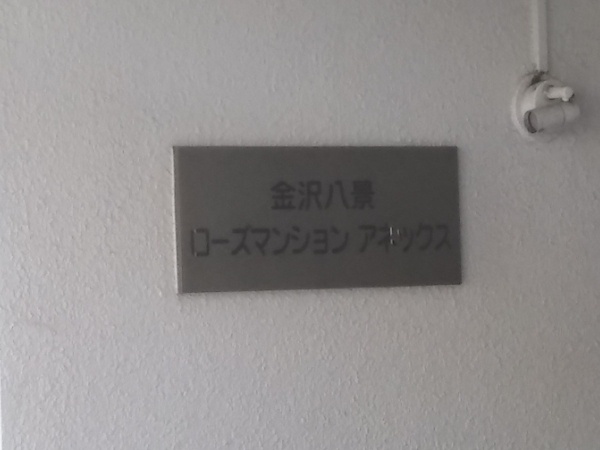 金沢八景
ローズマンション アネックス